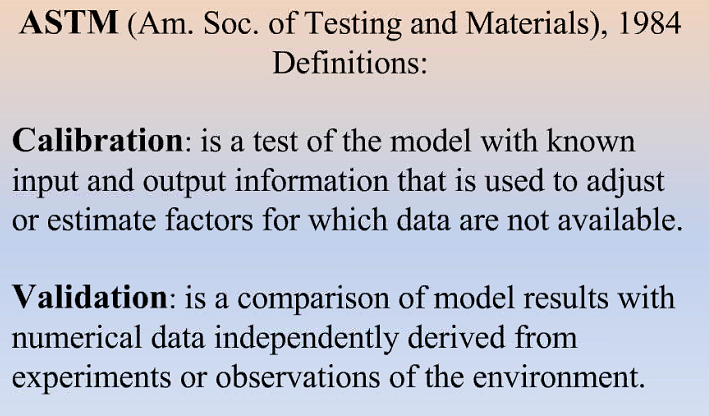 ASTM (Am. Soc. of Testing and Materials), 1984
Definitions:
Calibration: is a test of the model with known
input and output information that is used to adjust
or estimate factors for which data are not available.
Validation: is a comparison of model results with
numerical data independently derived from
experiments or observations of the environment.